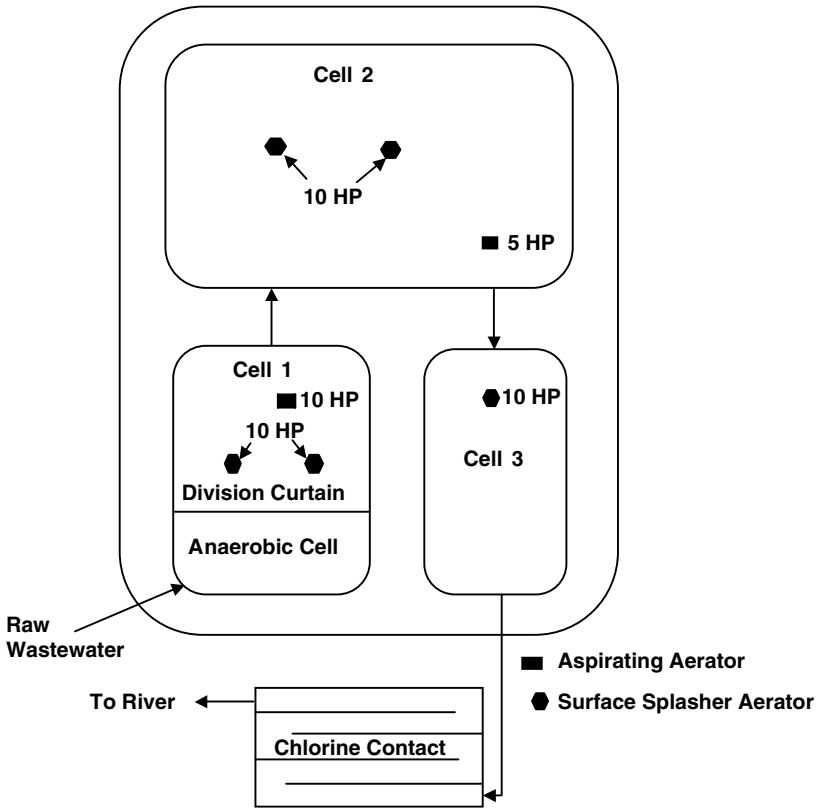 Cell 2
10 HP
5 HP
Cell 1
10 HP
10 HP
Division Curtain
Anaerobic Cell
10 HP
Cell 3
Raw
Wastewater
Aspirating Aerator
To River
Surface Splasher Aerator
Chlorine Contact